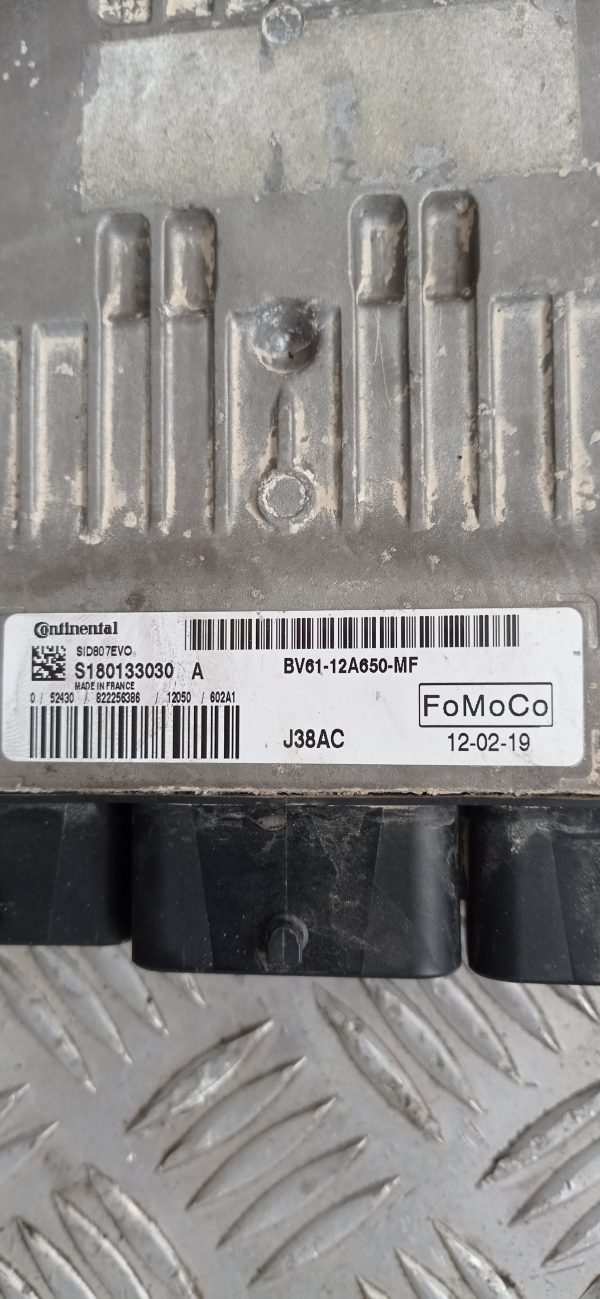 Continental
SID807EVO
S180133030 A
MADE IN FRANCE
0 / 52430 / 822256386 / 12050 / 602A1
BV61-12A650-MF
FoMoCo
J38AC
12-02-19